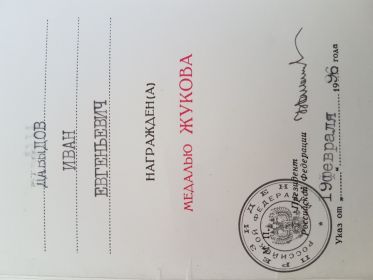 ДАВЫДОВ
ИВАН
ЕВГЕНЬЕВИЧ
НАГРАЖДЕН(А)
МЕДАЛЬЮ ЖУКОВА
Президент
Российской Федерации
Указ от „19“ февраля 1996 года